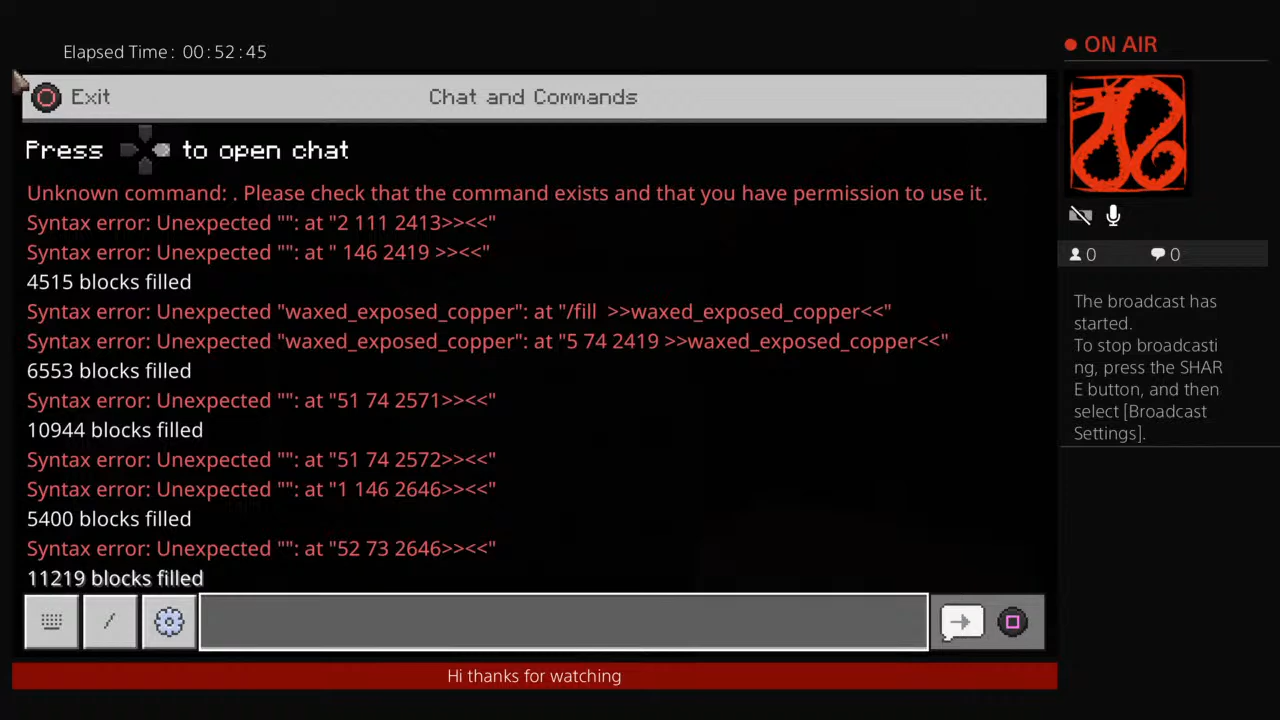 Elapsed Time: 00:52:45
ON AIR
Exit
Chat and Commands
Press to open chat
Unknown command: . Please check that the command exists and that you have permission to use it.
Syntax error: Unexpected "": at "2 111 2413>><<"
Syntax error: Unexpected "": at " 146 2419 >><<"
4515 blocks filled
Syntax error: Unexpected "waxed_exposed_copper": at "/fill  >>waxed_exposed_copper<<"
Syntax error: Unexpected "waxed_exposed_copper": at "5 74 2419 >>waxed_exposed_copper<<"
6553 blocks filled
Syntax error: Unexpected "": at "51 74 2571>><<"
10944 blocks filled
Syntax error: Unexpected "": at "51 74 2572>><<"
Syntax error: Unexpected "": at "1 146 2646>><<"
5400 blocks filled
Syntax error: Unexpected "": at "52 73 2646>><<"
11219 blocks filled
/
0
0
The broadcast has
started.
To stop broadcasti
ng, press the SHAR
E button, and then
select [Broadcast
Settings].
Hi thanks for watching